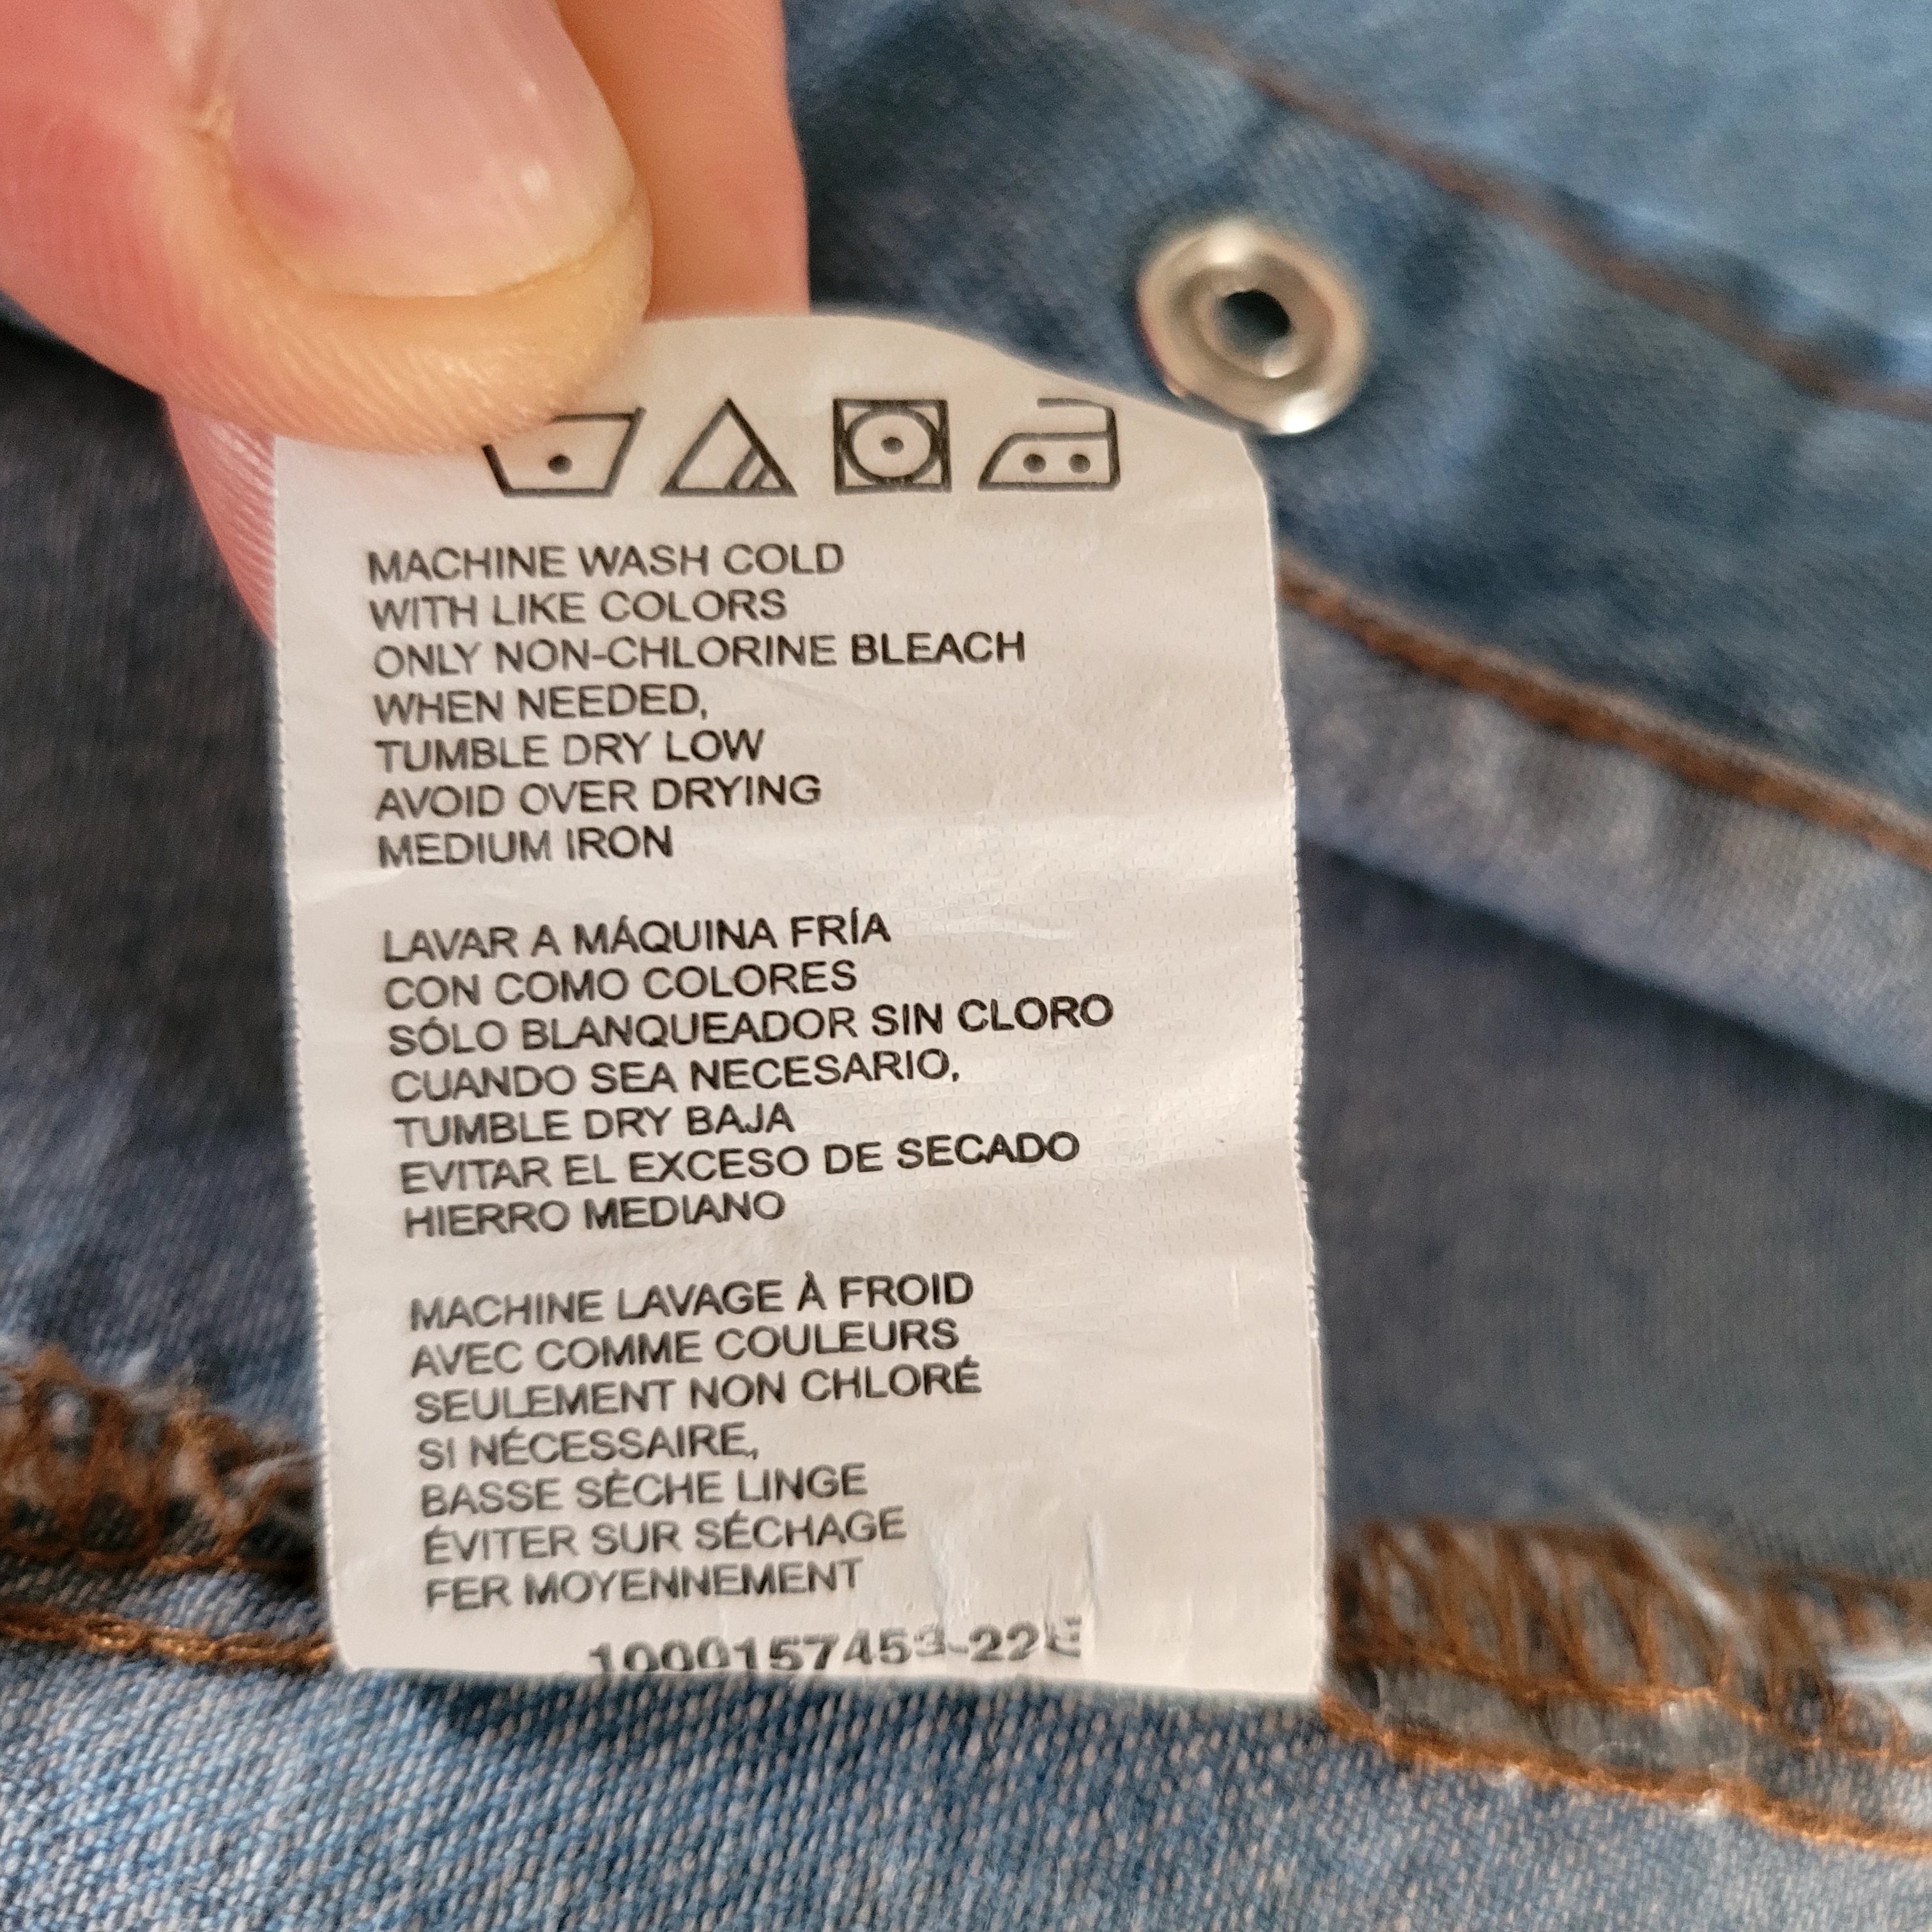 MACHINE WASH COLD
WITH LIKE COLORS
ONLY NON-CHLORINE BLEACH
WHEN NEEDED,
TUMBLE DRY LOW
AVOID OVER DRYING
MEDIUM IRON
LAVAR A MÁQUINA FRÍA
CON COMO COLORES
SÓLO BLANQUEADOR SIN CLORO
CUANDO SEA NECESARIO,
TUMBLE DRY BAJA
EVITAR EL EXCESO DE SECADO
HIERRO MEDIANO
MACHINE LAVAGE À FROID
AVEC COMME COULEURS
SEULEMENT NON CHLORÉ
SI NÉCESSAIRE,
BASSE SÈCHE LINGE
ÉVITER SUR SÉCHAGE
FER MOYENNEMENT
1000157453-22E